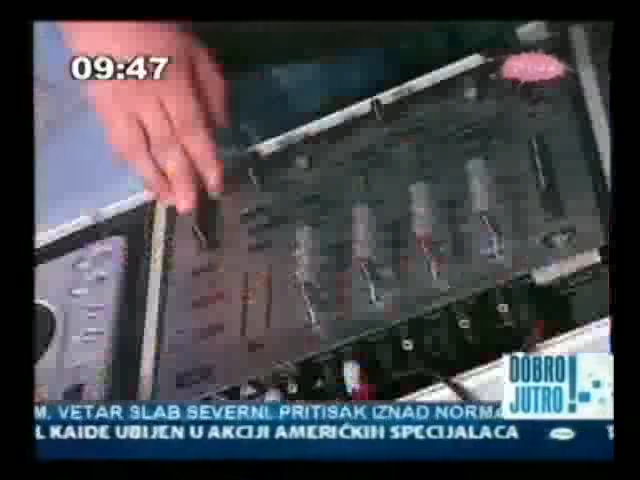 09:47
DOBRO
JUTRO!
M. VETAR SLAB SEVERNI. PRITISAK IZNAD NORMA
L KAIDE UBIJEN U AKCIJI AMERIČKIH SPECIJALACA